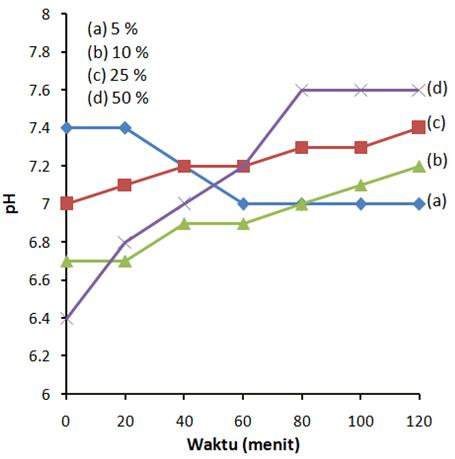 8
(a) 5 %
7.8
(b) 10 %
(c) 25 %
7.6
(d) 50 %
(d)
7.4
(c)
7.2
(b)
7
(a)
pH
6.8
6.6
6.4
6.2
6
0 20 40 60 80 100 120
Waktu (menit)